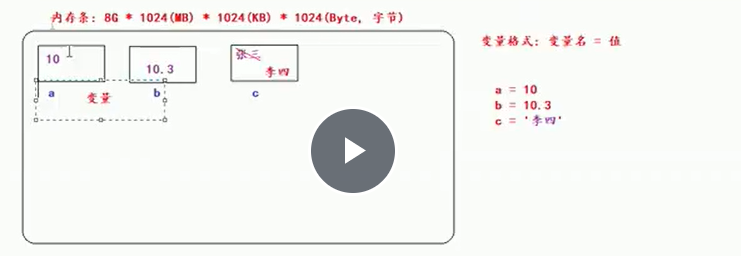 内存条: 8G * 1024(MB) * 1024(KB) * 1024(Byte, 字节)
变量格式: 变量名 = 值
10
10.3
张三
李四
a
变量
b
c
a = 10
b = 10.3
c = '李四'